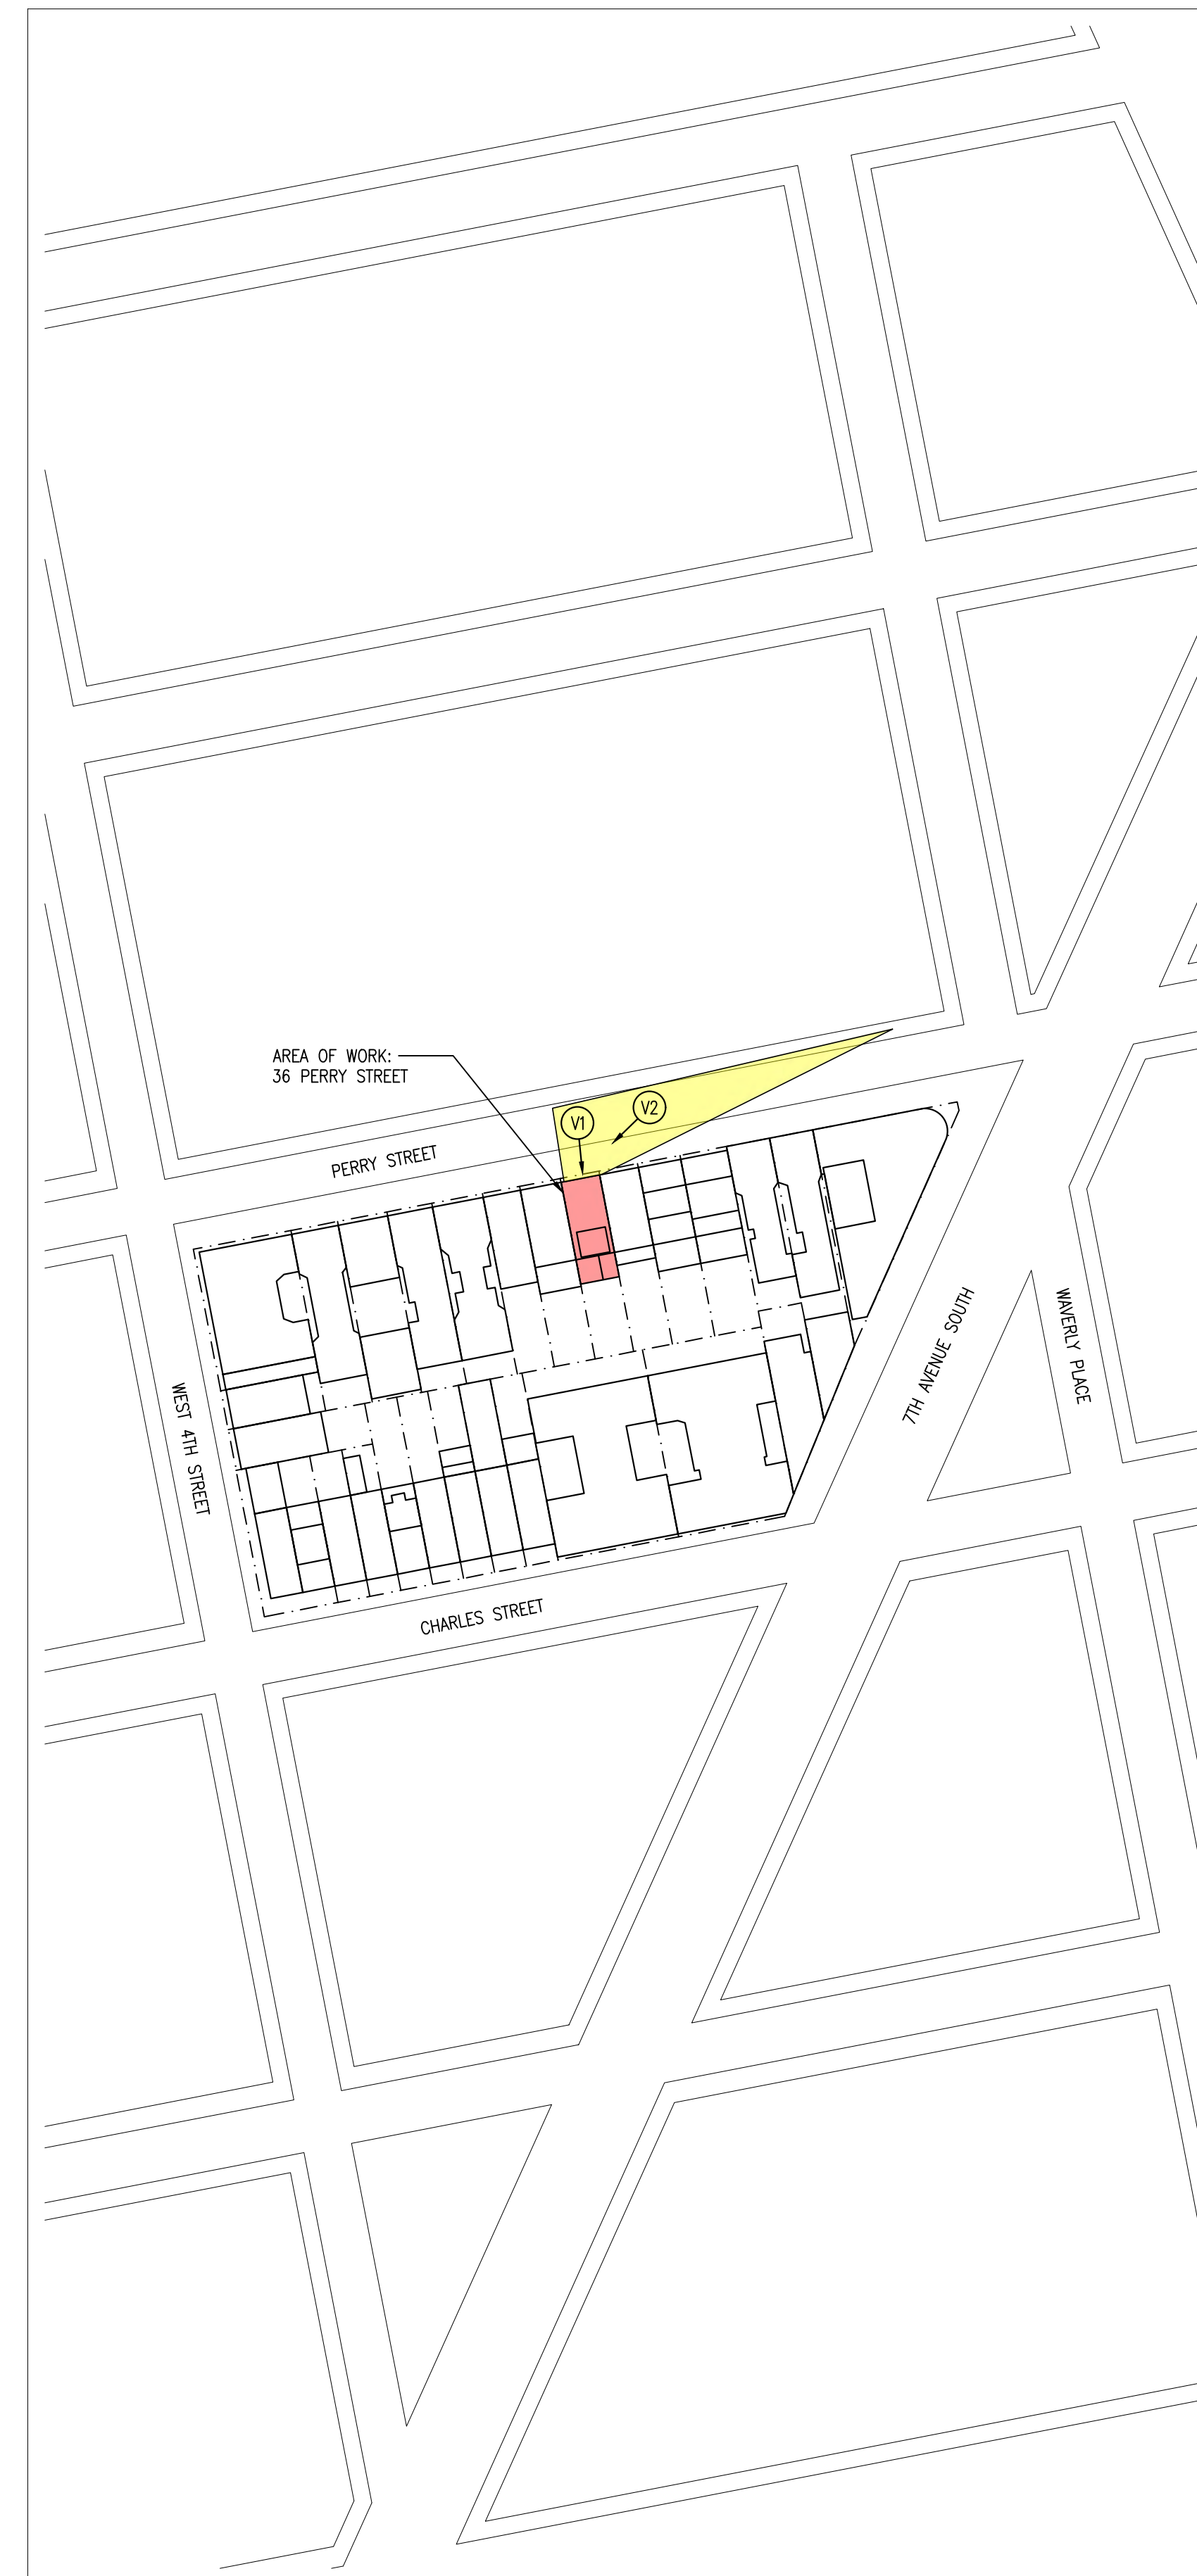 AREA OF WORK:
36 PERRY STREET
V1
V2
PERRY STREET
WEST 4TH STREET
7TH AVENUE SOUTH
WAVERLY PLACE
CHARLES STREET